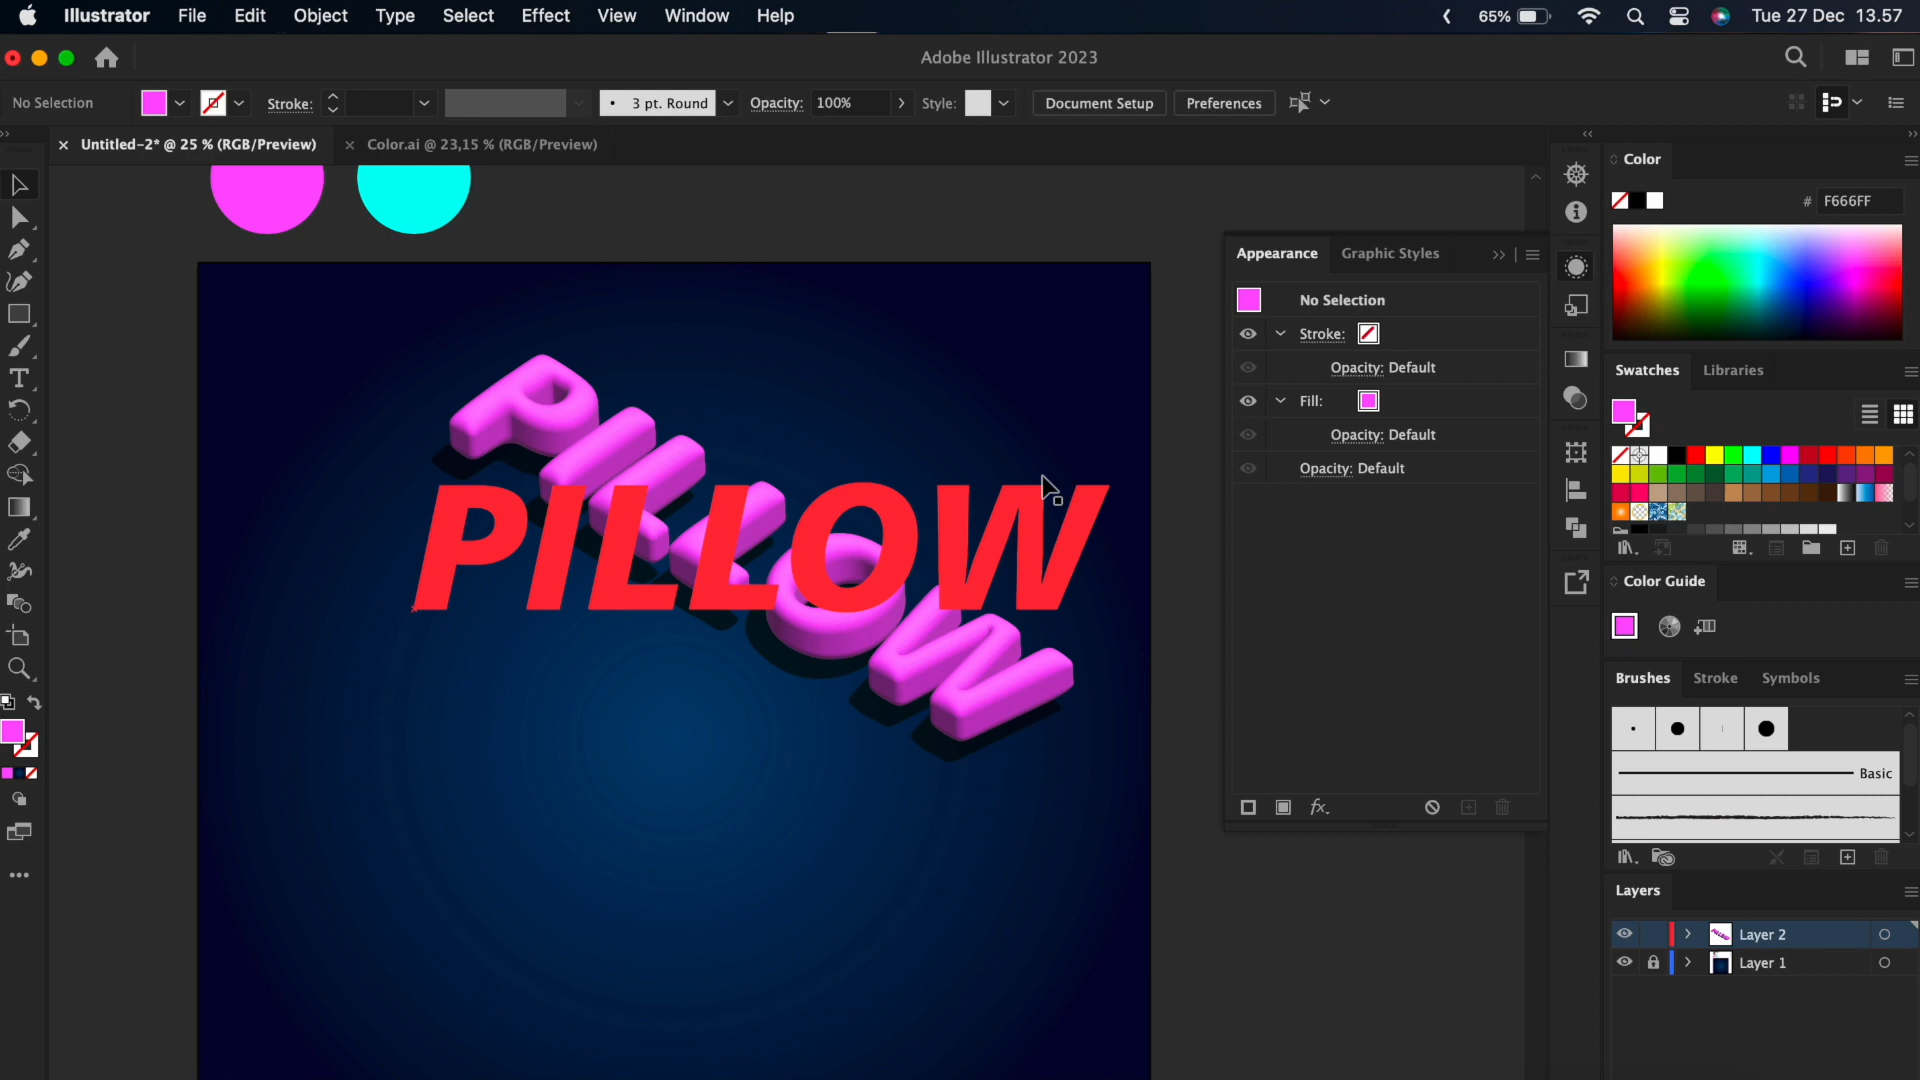 Illustrator File Edit Object Type Select Effect View Window Help 65% Tue 27 Dec 13.57
Adobe Illustrator 2023
No Selection Stroke: 3 pt. Round Opacity: 100% Style: Document Setup Preferences
Untitled-2* @ 25 % (RGB/Preview) Color.ai @ 23,15 % (RGB/Preview)
Color
# F666FF
Appearance Graphic Styles
No Selection
Stroke:
Opacity: Default
Fill:
Opacity: Default
Opacity: Default
fx
Swatches Libraries
Color Guide
Brushes Stroke Symbols
Basic
Layers
Layer 2
Layer 1
PILLOW
PILLOW